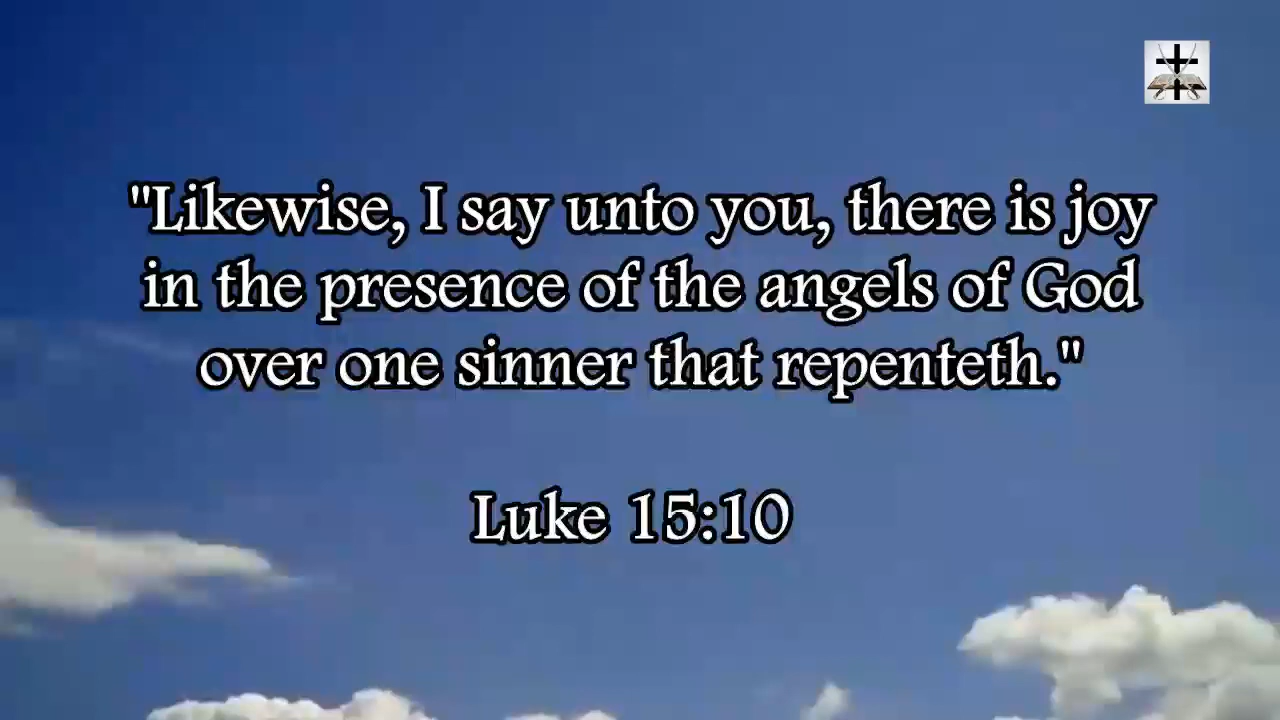 "Likewise, I say unto you, there is joy
in the presence of the angels of God
over one sinner that repenteth."
Luke 15:10